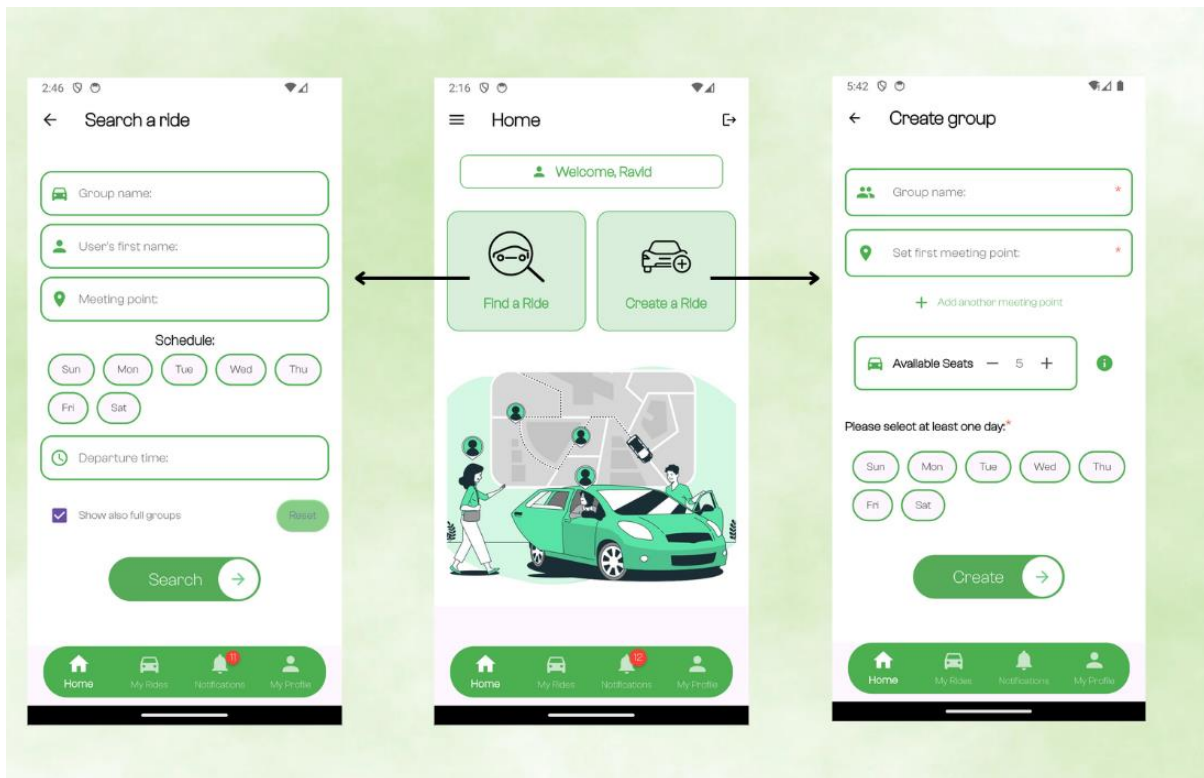 2:46
Search a ride
Group name:
User's first name:
Meeting point:
Schedule:
Sun Mon Tue Wed Thu
Fri Sat
Departure time:
Show also full groups Reset
Search
11
Home My Rides Notifications My Profile
2:16
Home
Welcome, Ravid
Find a Ride Create a Ride
12
Home My Rides Notifications My Profile
5:42
Create group
Group name: *
Set first meeting point: *
+ Add another meeting point
Available Seats — 5 +
Please select at least one day:*
Sun Mon Tue Wed Thu
Fri Sat
Create
Home My Rides Notifications My Profile